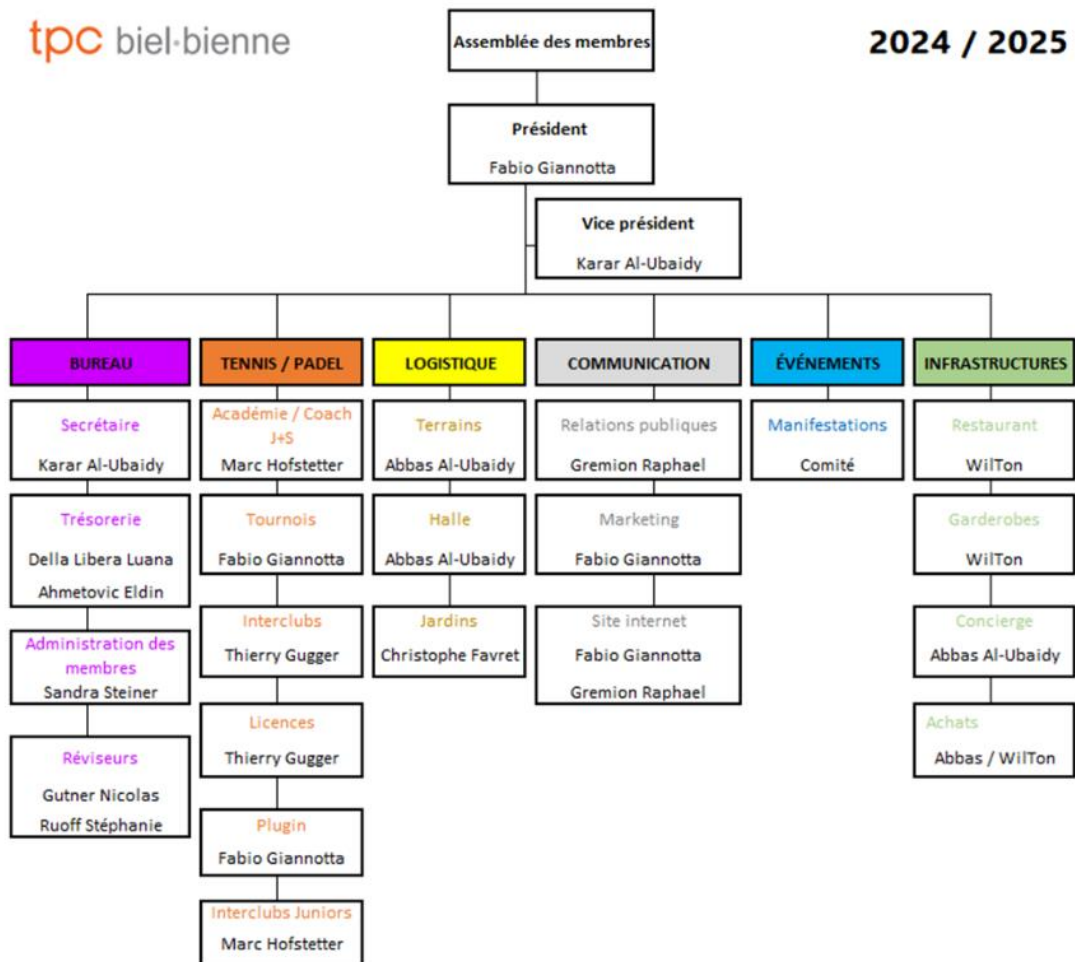 tpc biel·bienne
2024 / 2025
Assemblée des membres
Président
Fabio Giannotta
Vice président
Karar Al-Ubaidy
BUREAU
Secrétaire
Karar Al-Ubaidy
Trésorerie
Della Libera Luana
Ahmetovic Eldin
Administration des
membres
Sandra Steiner
Réviseurs
Gutner Nicolas
Ruoff Stéphanie
TENNIS / PADEL
Académie / Coach
J+S
Marc Hofstetter
Tournois
Fabio Giannotta
Interclubs
Thierry Gugger
Licences
Thierry Gugger
Plugin
Fabio Giannotta
Interclubs Juniors
Marc Hofstetter
LOGISTIQUE
Terrains
Abbas Al-Ubaidy
Halle
Abbas Al-Ubaidy
Jardins
Christophe Favret
COMMUNICATION
Relations publiques
Gremion Raphael
Marketing
Fabio Giannotta
Site internet
Fabio Giannotta
Gremion Raphael
ÉVÉNEMENTS
Manifestations
Comité
INFRASTRUCTURES
Restaurant
WilTon
Garderobes
WilTon
Concierge
Abbas Al-Ubaidy
Achats
Abbas / WilTon